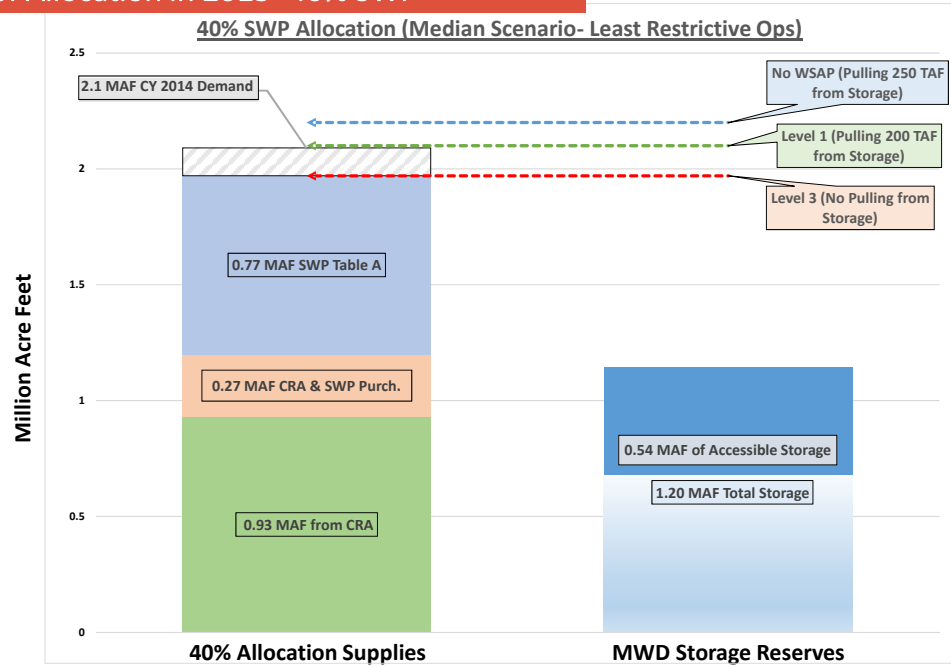 40% SWP Allocation (Median Scenario- Least Restrictive Ops)
2.5
2.1 MAF CY 2014 Demand
No WSAP (Pulling 250 TAF
from Storage)
Level 1 (Pulling 200 TAF
from Storage)
2
Level 3 (No Pulling from
Storage)
0.77 MAF SWP Table A
1.5
Million Acre Feet
0.27 MAF CRA & SWP Purch.
1
0.54 MAF of Accessible Storage
1.20 MAF Total Storage
0.5
0.93 MAF from CRA
0
40% Allocation Supplies
MWD Storage Reserves